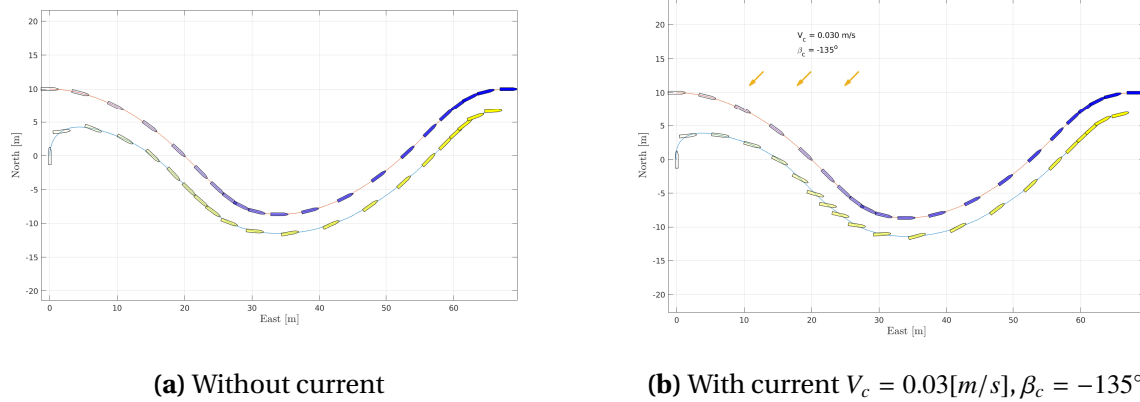 20
15
10
5
0
-5
-10
-15
-20
North [m]
0 10 20 30 40 50 60
East [m]
(a) Without current
V_c = 0.030 m/s
β_c = -135°
20
15
10
5
0
-5
-10
-15
-20
North [m]
0 10 20 30 40 50 60
East [m]
(b) With current V_c = 0.03[m/s], β_c = −135°